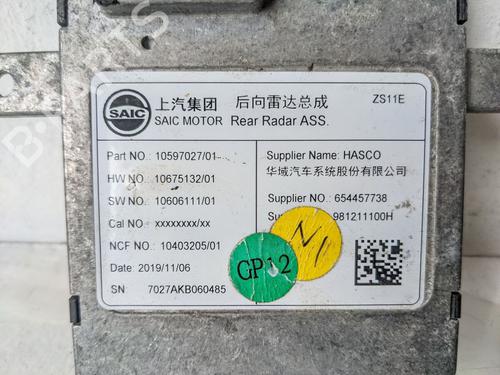 SAIC
上汽集团 后向雷达总成 ZS11E
SAIC MOTOR Rear Radar ASS.
Part NO.: 10597027/01
HW NO.: 10675132/01
SW NO.: 10606111/01
Cal NO.: xxxxxxxx/xx
NCF NO.: 10403205/01
Date: 2019/11/06
SN: 7027AKB060485
Supplier Name: HASCO
华域汽车系统股份有限公司
Supplier NO.: 654457738
981211100H
GP12